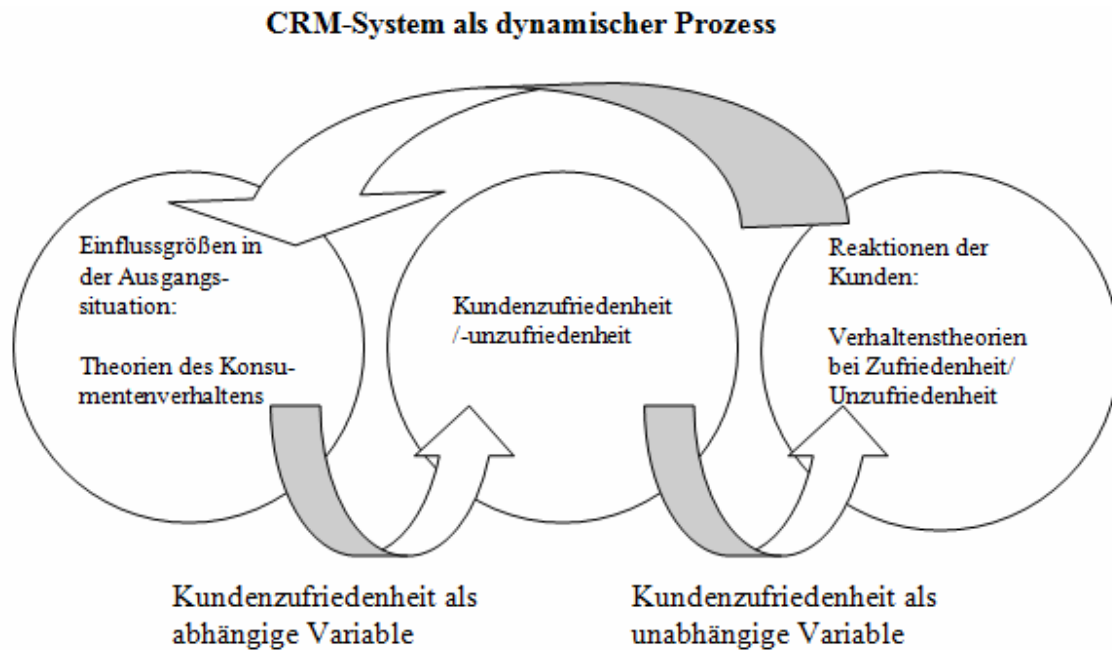 CRM-System als dynamischer Prozess
Einflussgrößen in
der Ausgangs-
situation:
Theorien des Konsu-
mentenverhaltens
Kundenzufriedenheit
/-unzufriedenheit
Reaktionen der
Kunden:
Verhaltenstheorien
bei Zufriedenheit/
Unzufriedenheit
Kundenzufriedenheit als
abhängige Variable
Kundenzufriedenheit als
unabhängige Variable